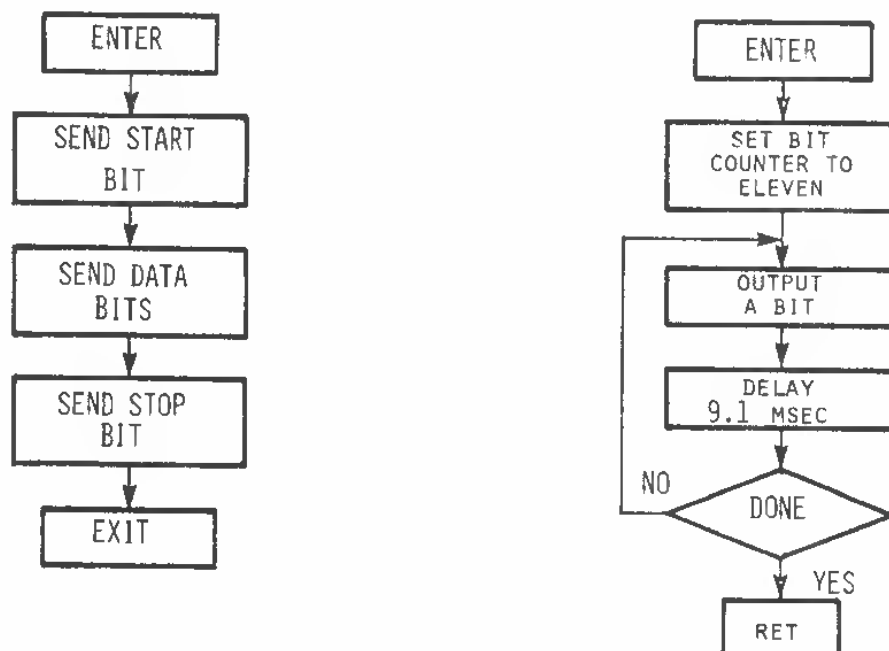 ENTER
SEND START
BIT
SEND DATA
BITS
SEND STOP
BIT
EXIT
ENTER
SET BIT
COUNTER TO
ELEVEN
OUTPUT
A BIT
DELAY
9.1 MSEC
NO
DONE
YES
RET